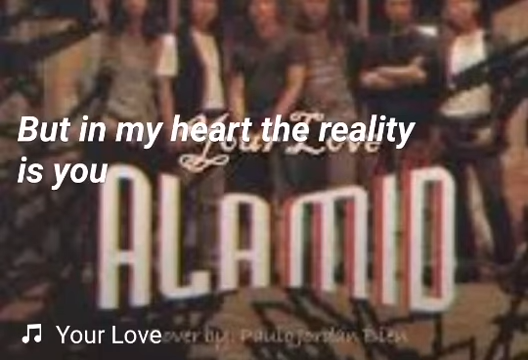 But in my heart the reality
is you
Your Love
ALAMID
Your Love
cover by: Paulo Jordan Bien